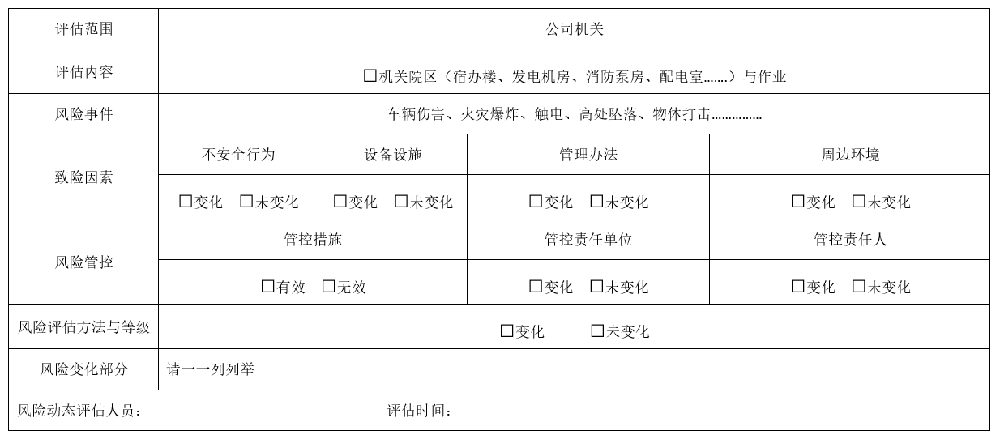 评估范围 公司机关
评估内容 □机关院区（宿办楼、发电机房、消防泵房、配电室…….）与作业
风险事件 车辆伤害、火灾爆炸、触电、高处坠落、物体打击……………
致险因素 不安全行为 设备设施 管理办法 周边环境
□变化 □未变化 □变化 □未变化 □变化 □未变化 □变化 □未变化
风险管控 管控措施 管控责任单位 管控责任人
□有效 □无效 □变化 □未变化 □变化 □未变化
风险评估方法与等级 □变化 □未变化
风险变化部分 请一一列列举
风险动态评估人员： 评估时间：